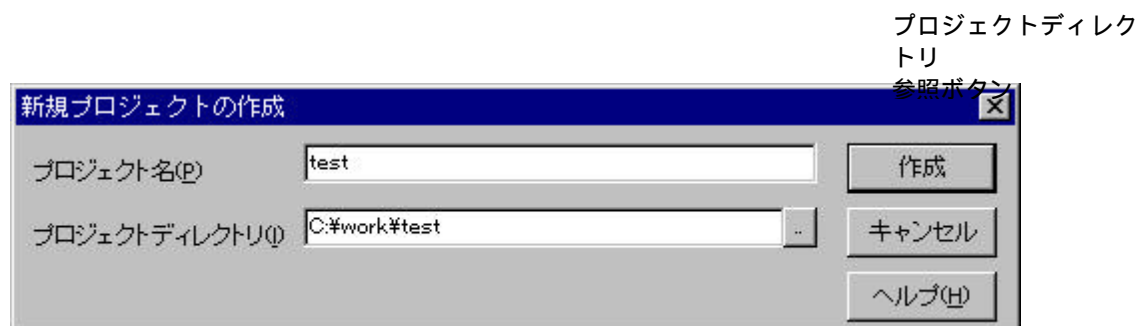 プロジェクトディレク
トリ
参照ボタン
新規プロジェクトの作成
プロジェクト名(P) test 作成
プロジェクトディレクトリ(I) C:¥work¥test .. キャンセル
ヘルプ(H)